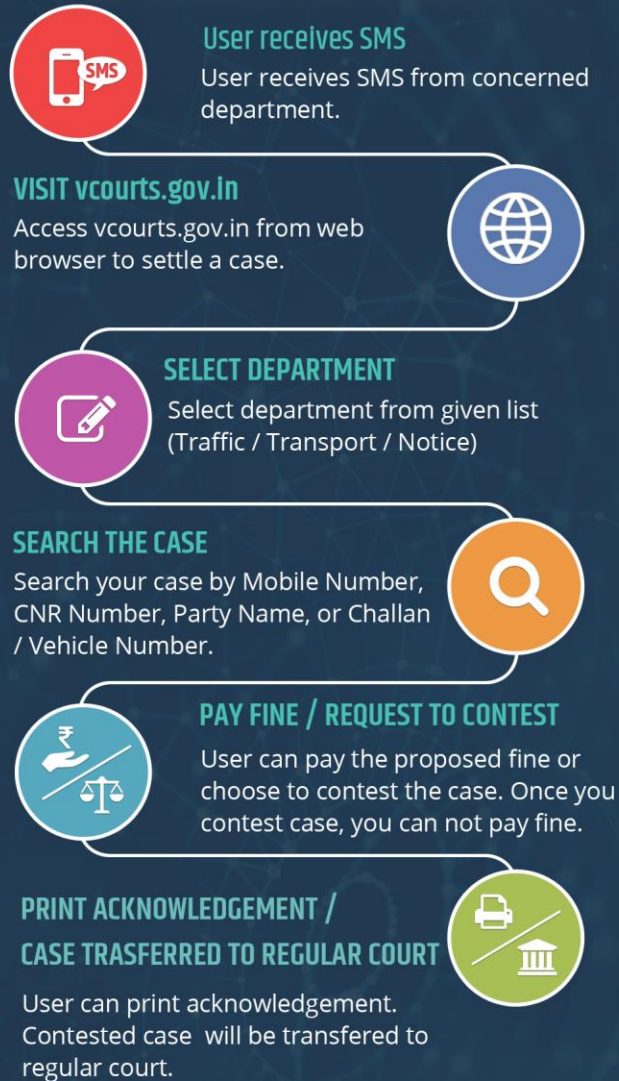 SMS
User receives SMS
User receives SMS from concerned
department.
VISIT vcourts.gov.in
Access vcourts.gov.in from web
browser to settle a case.
SELECT DEPARTMENT
Select department from given list
(Traffic / Transport / Notice)
SEARCH THE CASE
Search your case by Mobile Number,
CNR Number, Party Name, or Challan
/ Vehicle Number.
₹
PAY FINE / REQUEST TO CONTEST
User can pay the proposed fine or
choose to contest the case. Once you
contest case, you can not pay fine.
PRINT ACKNOWLEDGEMENT /
CASE TRASFERRED TO REGULAR COURT
User can print acknowledgement.
Contested case will be transfered to
regular court.